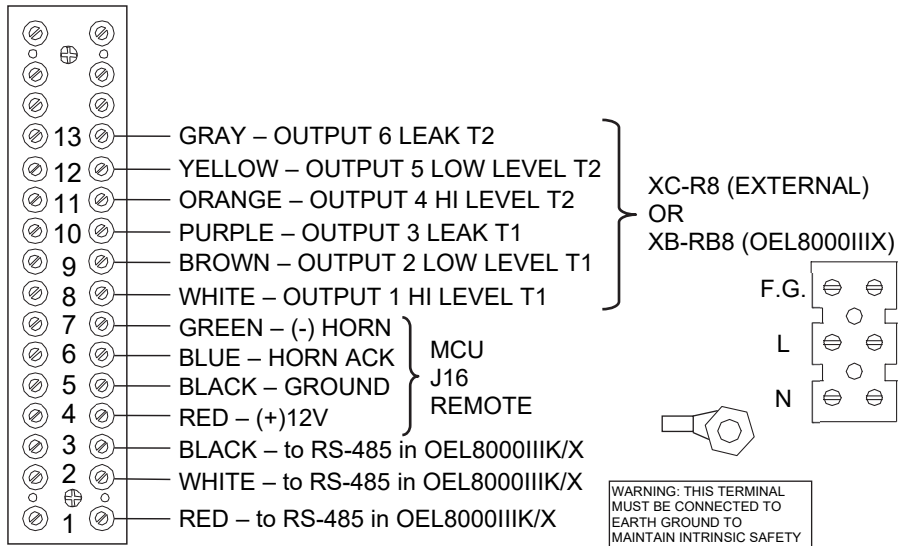 13 GRAY – OUTPUT 6 LEAK T2
12 YELLOW – OUTPUT 5 LOW LEVEL T2
11 ORANGE – OUTPUT 4 HI LEVEL T2
10 PURPLE – OUTPUT 3 LEAK T1
9 BROWN – OUTPUT 2 LOW LEVEL T1
8 WHITE – OUTPUT 1 HI LEVEL T1
XC-R8 (EXTERNAL)
OR
XB-RB8 (OEL8000IIIX)
7 GREEN – (-) HORN
6 BLUE – HORN ACK
5 BLACK – GROUND
4 RED – (+)12V
MCU
J16
REMOTE
3 BLACK – to RS-485 in OEL8000IIIK/X
2 WHITE – to RS-485 in OEL8000IIIK/X
1 RED – to RS-485 in OEL8000IIIK/X
F.G.
L
N
WARNING: THIS TERMINAL
MUST BE CONNECTED TO
EARTH GROUND TO
MAINTAIN INTRINSIC SAFETY